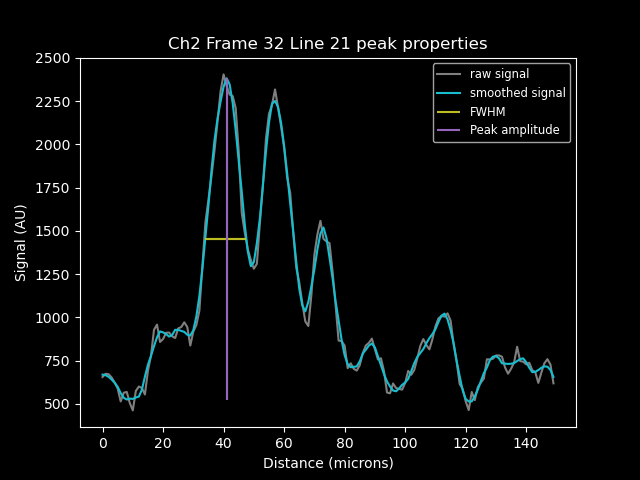 Ch2 Frame 32 Line 21 peak properties
raw signal
smoothed signal
FWHM
Peak amplitude
Signal (AU)
2500
2250
2000
1750
1500
1250
1000
750
500
0 20 40 60 80 100 120 140
Distance (microns)